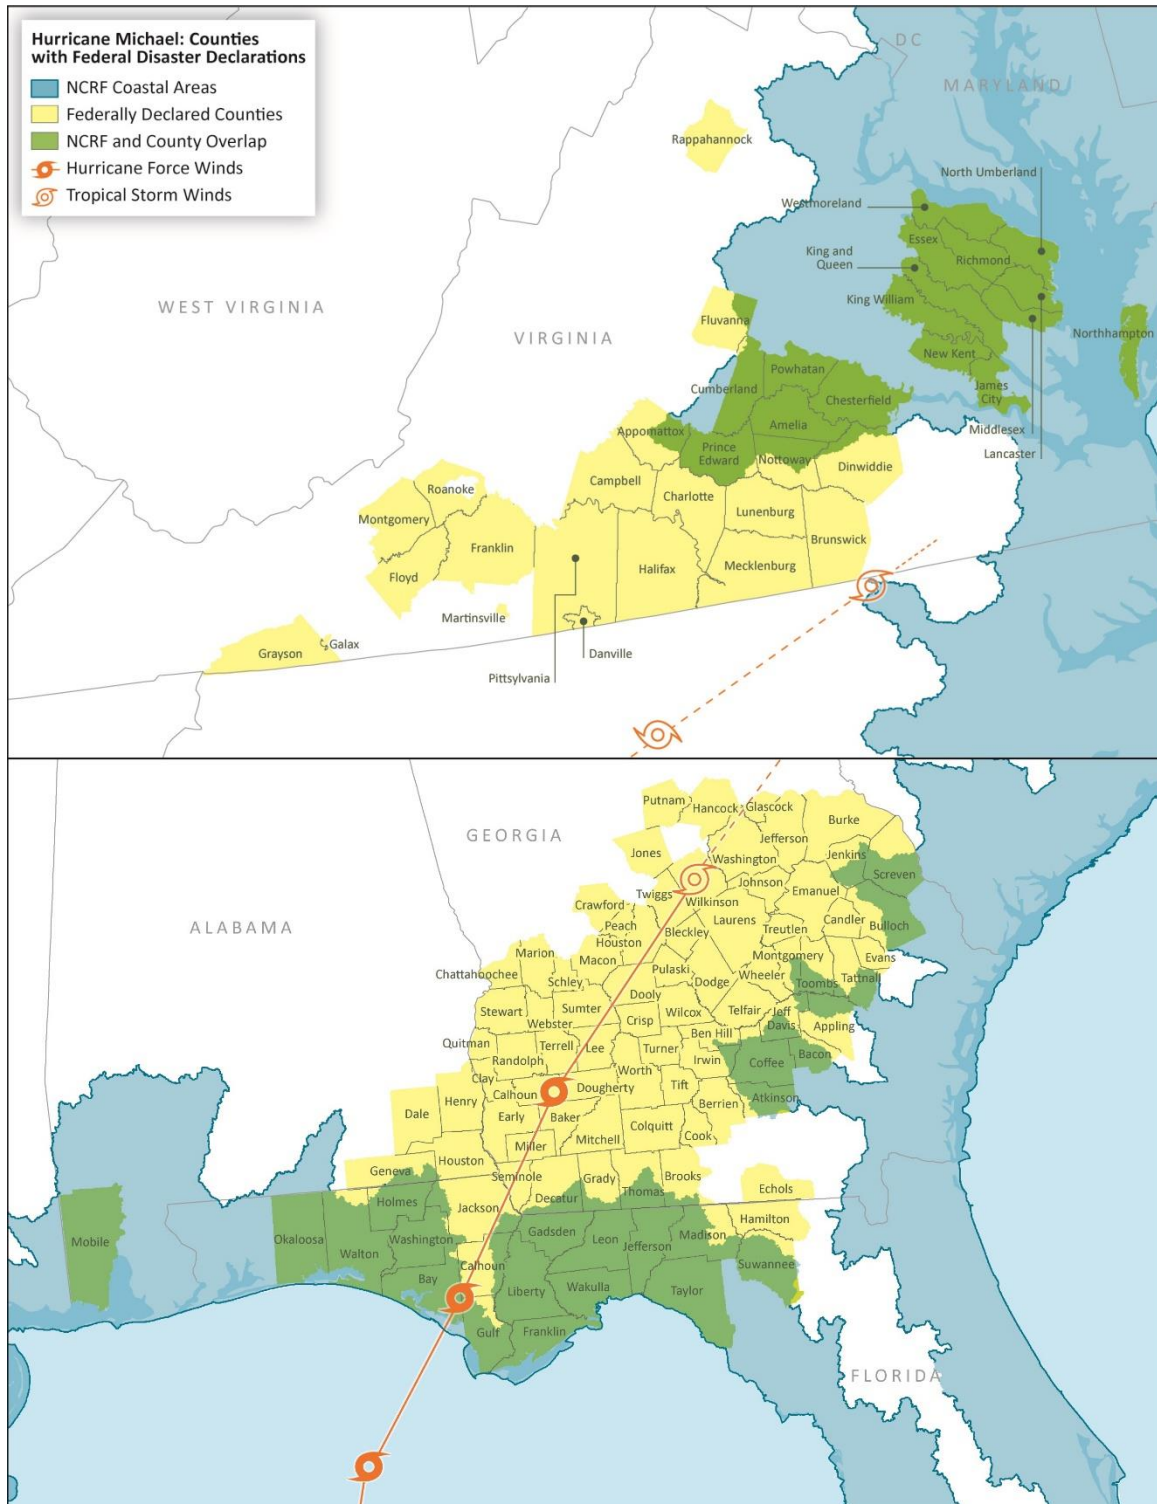 Hurricane Michael: Counties
with Federal Disaster Declarations
NCRF Coastal Areas
Federally Declared Counties
NCRF and County Overlap
Hurricane Force Winds
Tropical Storm Winds
DC
MARYLAND
Rappahannock
North Umberland
Westmoreland
Essex
King and
Queen
Richmond
King William
WEST VIRGINIA
VIRGINIA
Fluvanna
Northhampton
New Kent
Powhatan
Cumberland
Chesterfield
James
City
Amelia
Middlesex
Appomattox
Prince
Edward
Lancaster
Nottoway
Dinwiddie
Campbell
Roanoke
Charlotte
Lunenburg
Montgomery
Brunswick
Franklin
Halifax
Mecklenburg
Floyd
Martinsville
Galax
Grayson
Danville
Pittsylvania
GEORGIA
ALABAMA
FLORIDA
Putnam
Hancock
Glascock
Burke
Jefferson
Jones
Washington
Jenkins
Screven
Twiggs
Johnson
Emanuel
Wilkinson
Crawford
Laurens
Candler
Bulloch
Peach
Bleckley
Treutlen
Houston
Marion
Macon
Montgomery
Evans
Chattahoochee
Schley
Pulaski
Dodge
Wheeler
Toombs
Tattnall
Dooly
Stewart
Sumter
Wilcox
Telfair
Jeff
Davis
Webster
Crisp
Appling
Ben Hill
Quitman
Terrell
Lee
Turner
Randolph
Irwin
Coffee
Bacon
Clay
Worth
Calhoun
Dougherty
Tift
Atkinson
Henry
Dale
Early
Baker
Berrien
Colquitt
Miller
Mitchell
Cook
Houston
Geneva
Seminole
Grady
Brooks
Decatur
Thomas
Echols
Holmes
Jackson
Hamilton
Gadsden
Mobile
Okaloosa
Washington
Leon
Jefferson
Madison
Walton
Calhoun
Suwannee
Bay
Liberty
Wakulla
Taylor
Gulf
Franklin